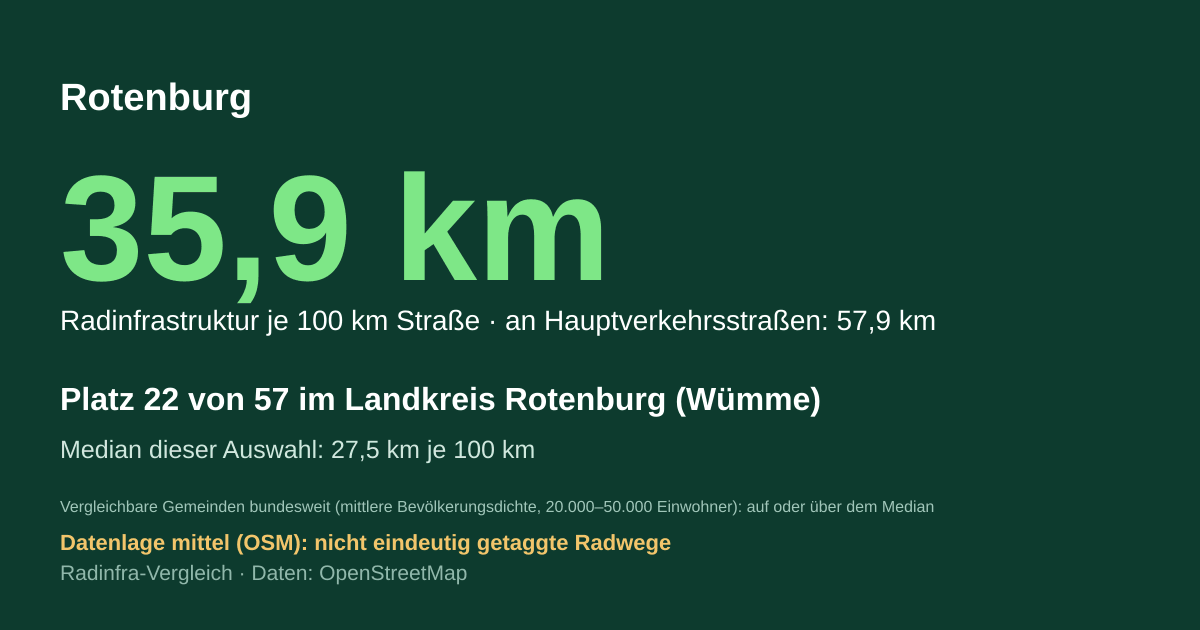 Rotenburg
35,9 km
Radinfrastruktur je 100 km Straße · an Hauptverkehrsstraßen: 57,9 km
Platz 22 von 57 im Landkreis Rotenburg (Wümme)
Median dieser Auswahl: 27,5 km je 100 km
Vergleichbare Gemeinden bundesweit (mittlere Bevölkerungsdichte, 20.000–50.000 Einwohner): auf oder über dem Median
Datenlage mittel (OSM): nicht eindeutig getaggte Radwege
Radinfra-Vergleich · Daten: OpenStreetMap